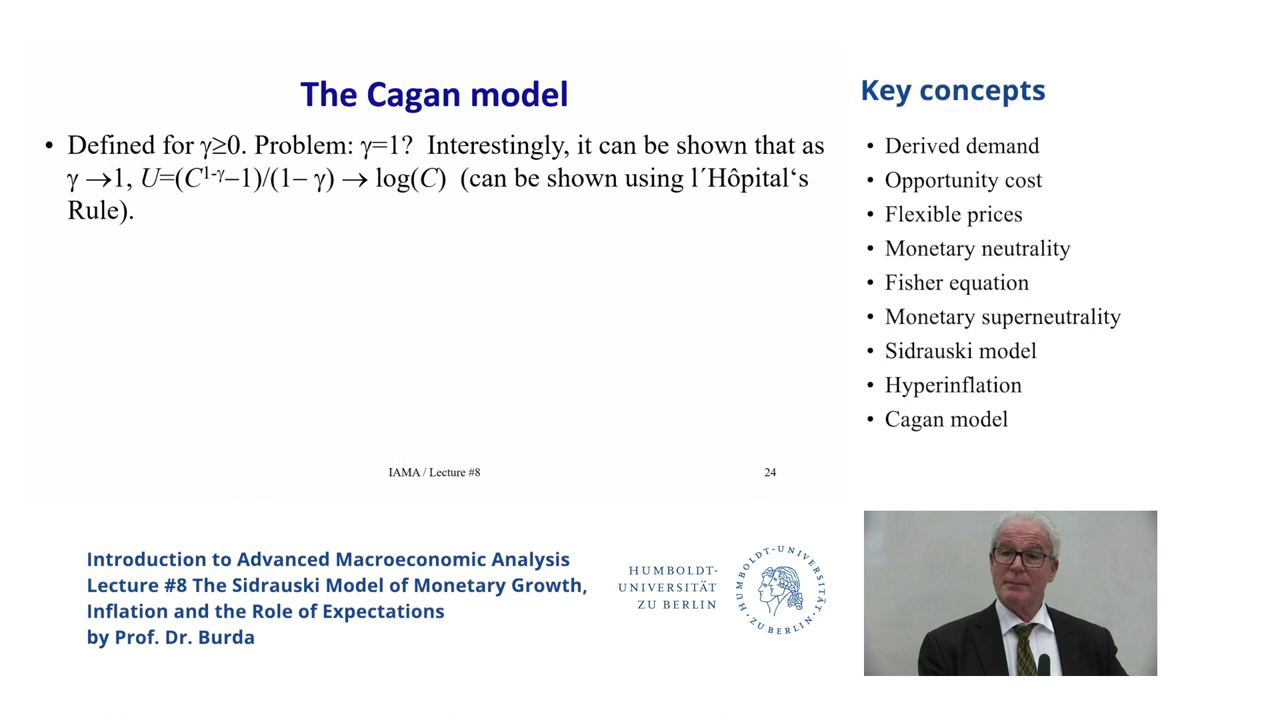 The Cagan model
• Defined for γ≥0. Problem: γ=1? Interestingly, it can be shown that as
γ →1, U=(C¹⁻ᵞ–1)/(1– γ) → log(C) (can be shown using l´Hôpital‘s
Rule).
IAMA / Lecture #8
24
Key concepts
• Derived demand
• Opportunity cost
• Flexible prices
• Monetary neutrality
• Fisher equation
• Monetary superneutrality
• Sidrauski model
• Hyperinflation
• Cagan model
Introduction to Advanced Macroeconomic Analysis
Lecture #8 The Sidrauski Model of Monetary Growth,
Inflation and the Role of Expectations
by Prof. Dr. Burda
HUMBOLDT-
UNIVERSITÄT
ZU BERLIN
HUMBOLDT-UNIVERSITÄT
ZU BERLIN